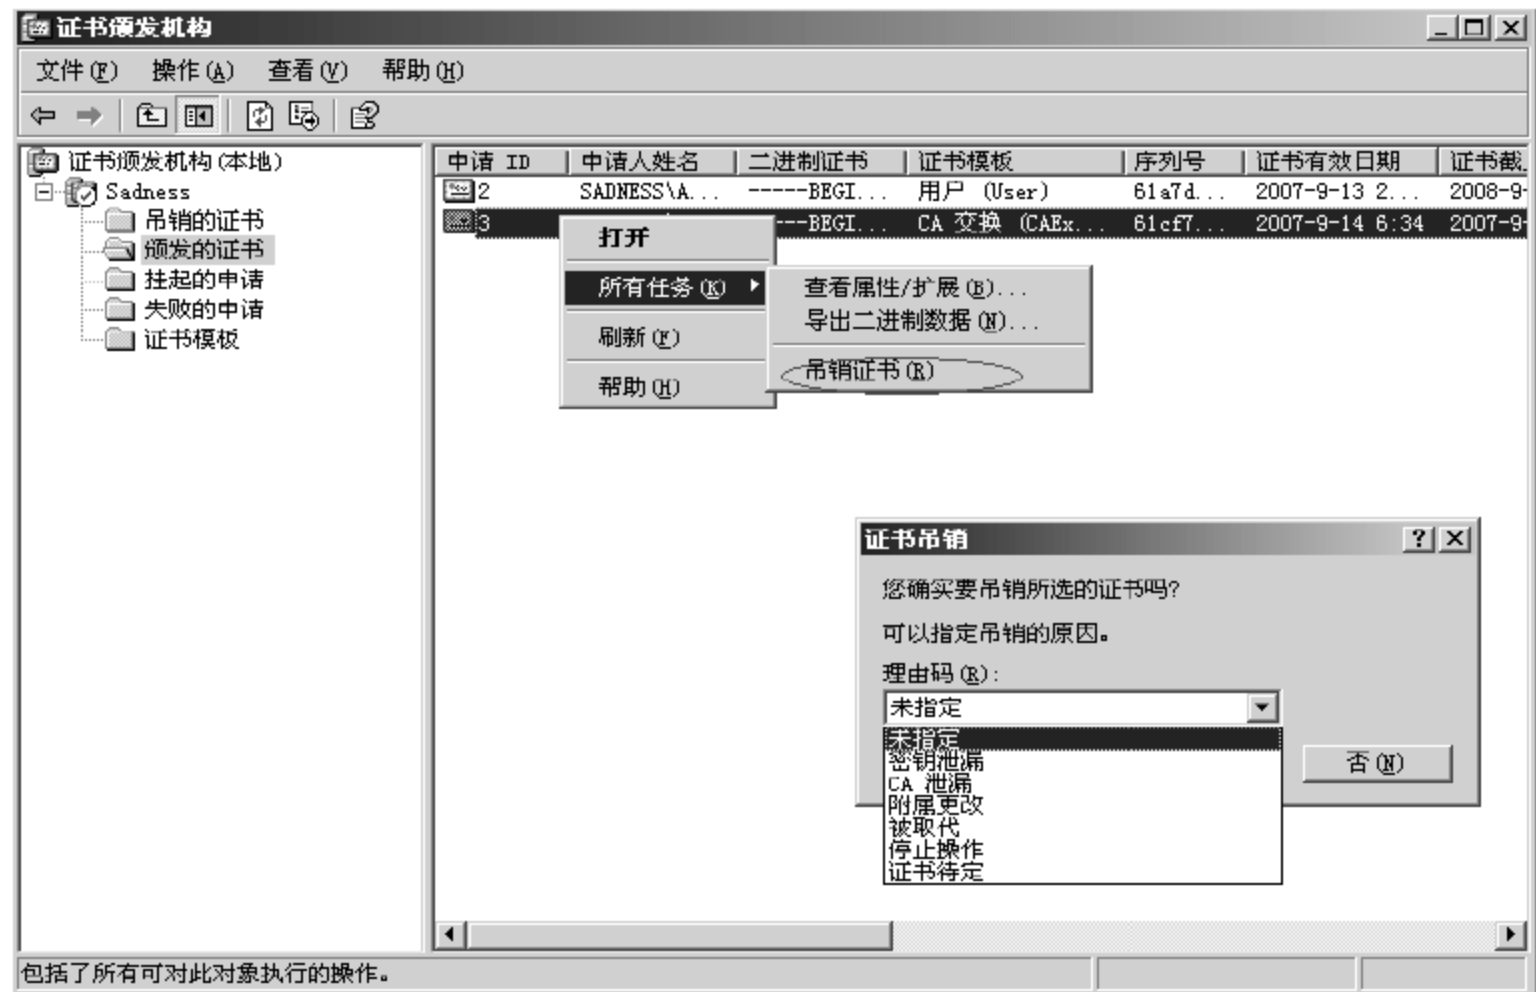 证书颁发机构
文件(F) 操作(A) 查看(V) 帮助(H)
证书颁发机构(本地)
Sadness
吊销的证书
颁发的证书
挂起的申请
失败的申请
证书模板
申请 ID 申请人姓名 二进制证书 证书模板 序列号 证书有效日期 证书截
2 SADNESS\A... -----BEGI... 用户 (User) 61a7d... 2007-9-13 2... 2008-9-
3 ---BEGI... CA 交换 (CAEx... 61cf7... 2007-9-14 6:34 2007-9-
打开
所有任务(K)
刷新(F)
帮助(H)
查看属性/扩展(B)...
导出二进制数据(N)...
吊销证书(R)
证书吊销
您确实要吊销所选的证书吗?
可以指定吊销的原因。
理由码(R):
未指定
未指定
密钥泄漏
CA 泄漏
附属更改
被取代
停止操作
证书待定
否(N)
包括了所有可对此对象执行的操作。